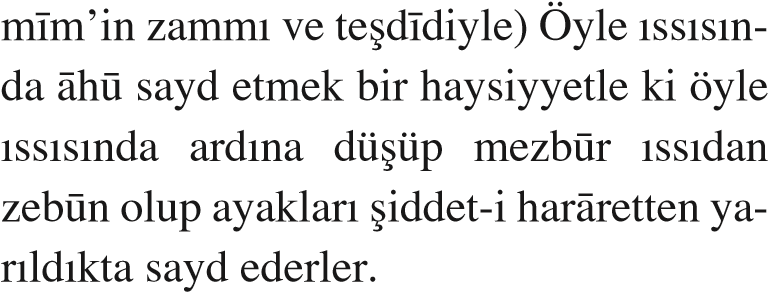 mīm’in zammı ve teşdīdiyle) Öyle ıssısın-
da āhū sayd etmek bir haysiyyetle ki öyle
ıssısında ardına düşüp mezbūr ıssıdan
zebūn olup ayakları şiddet-i harāretten ya-
rıldıkta sayd ederler.